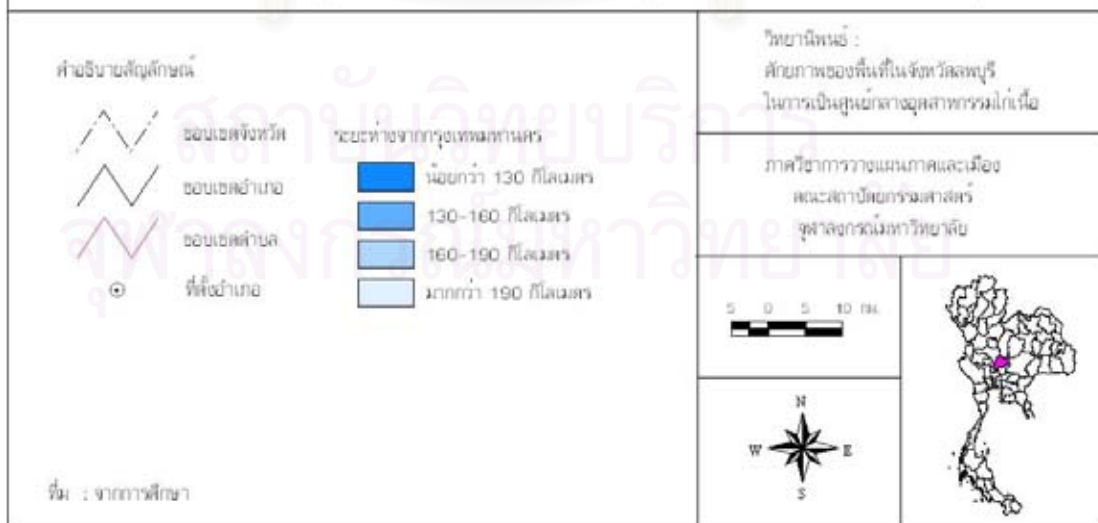 คำอธิบายสัญลักษณ์
ขอบเขตจังหวัด
ขอบเขตอำเภอ
ขอบเขตตำบล
ที่ตั้งอำเภอ
ระยะห่างจากกรุงเทพมหานคร
น้อยกว่า 130 กิโลเมตร
130-160 กิโลเมตร
160-190 กิโลเมตร
มากกว่า 190 กิโลเมตร
ที่มา : จากการศึกษา
วิทยานิพนธ์ :
ศักยภาพของพื้นที่ในจังหวัดลพบุรี
ในการเป็นศูนย์กลางอุตสาหกรรมไก่เนื้อ
ภาควิชาการวางแผนภาคและเมือง
คณะสถาปัตยกรรมศาสตร์
จุฬาลงกรณ์มหาวิทยาลัย
5 0 5 10 กม.
N
W E
S
สถาบันวิทยบริการ
จุฬาลงกรณ์มหาวิทยาลัย